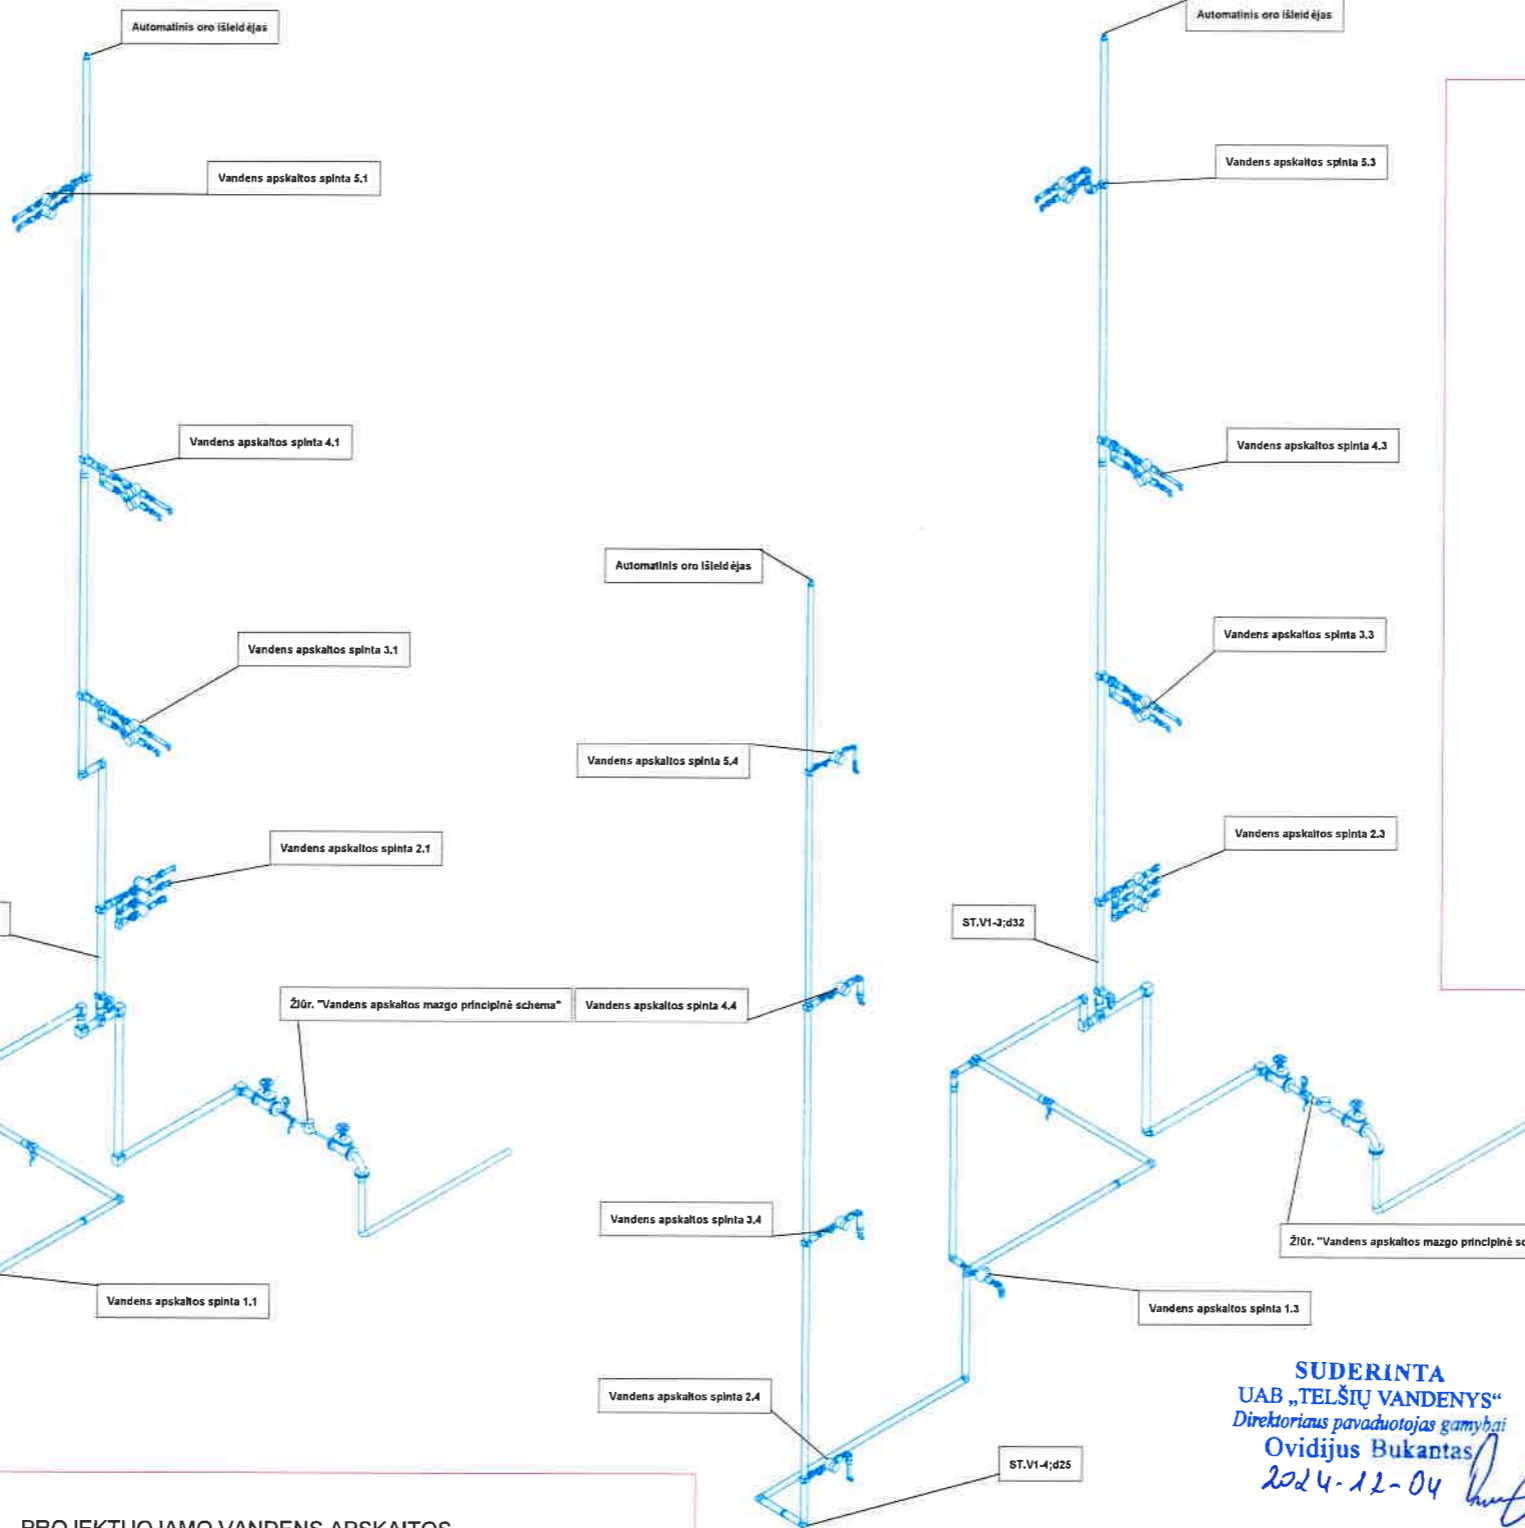 Automatinis oro išleidėjas
Automatinis oro išleidėjas
Vandens apskaitos spinta 5.1
Vandens apskaitos spinta 5.3
Vandens apskaitos spinta 4.1
Vandens apskaitos spinta 4.3
Automatinis oro išleidėjas
Vandens apskaitos spinta 3.1
Vandens apskaitos spinta 3.3
Vandens apskaitos spinta 5.4
Vandens apskaitos spinta 2.1
Vandens apskaitos spinta 2.3
ST.V1-3;d32
Žiūr. "Vandens apskaitos mazgo principinė schema"
Vandens apskaitos spinta 4.4
Vandens apskaitos spinta 3.4
Žiūr. "Vandens apskaitos mazgo principinė
Vandens apskaitos spinta 1.1
Vandens apskaitos spinta 1.3
Vandens apskaitos spinta 2.4
ST.V1-4;d25
SUDERINTA
UAB „TELŠIŲ VANDENYS“
Direktoriaus pavaduotojas gamybai
Ovidijus Bukantas
2024-12-04
PROJEKTUOJAMO VANDENS APSKAITOS